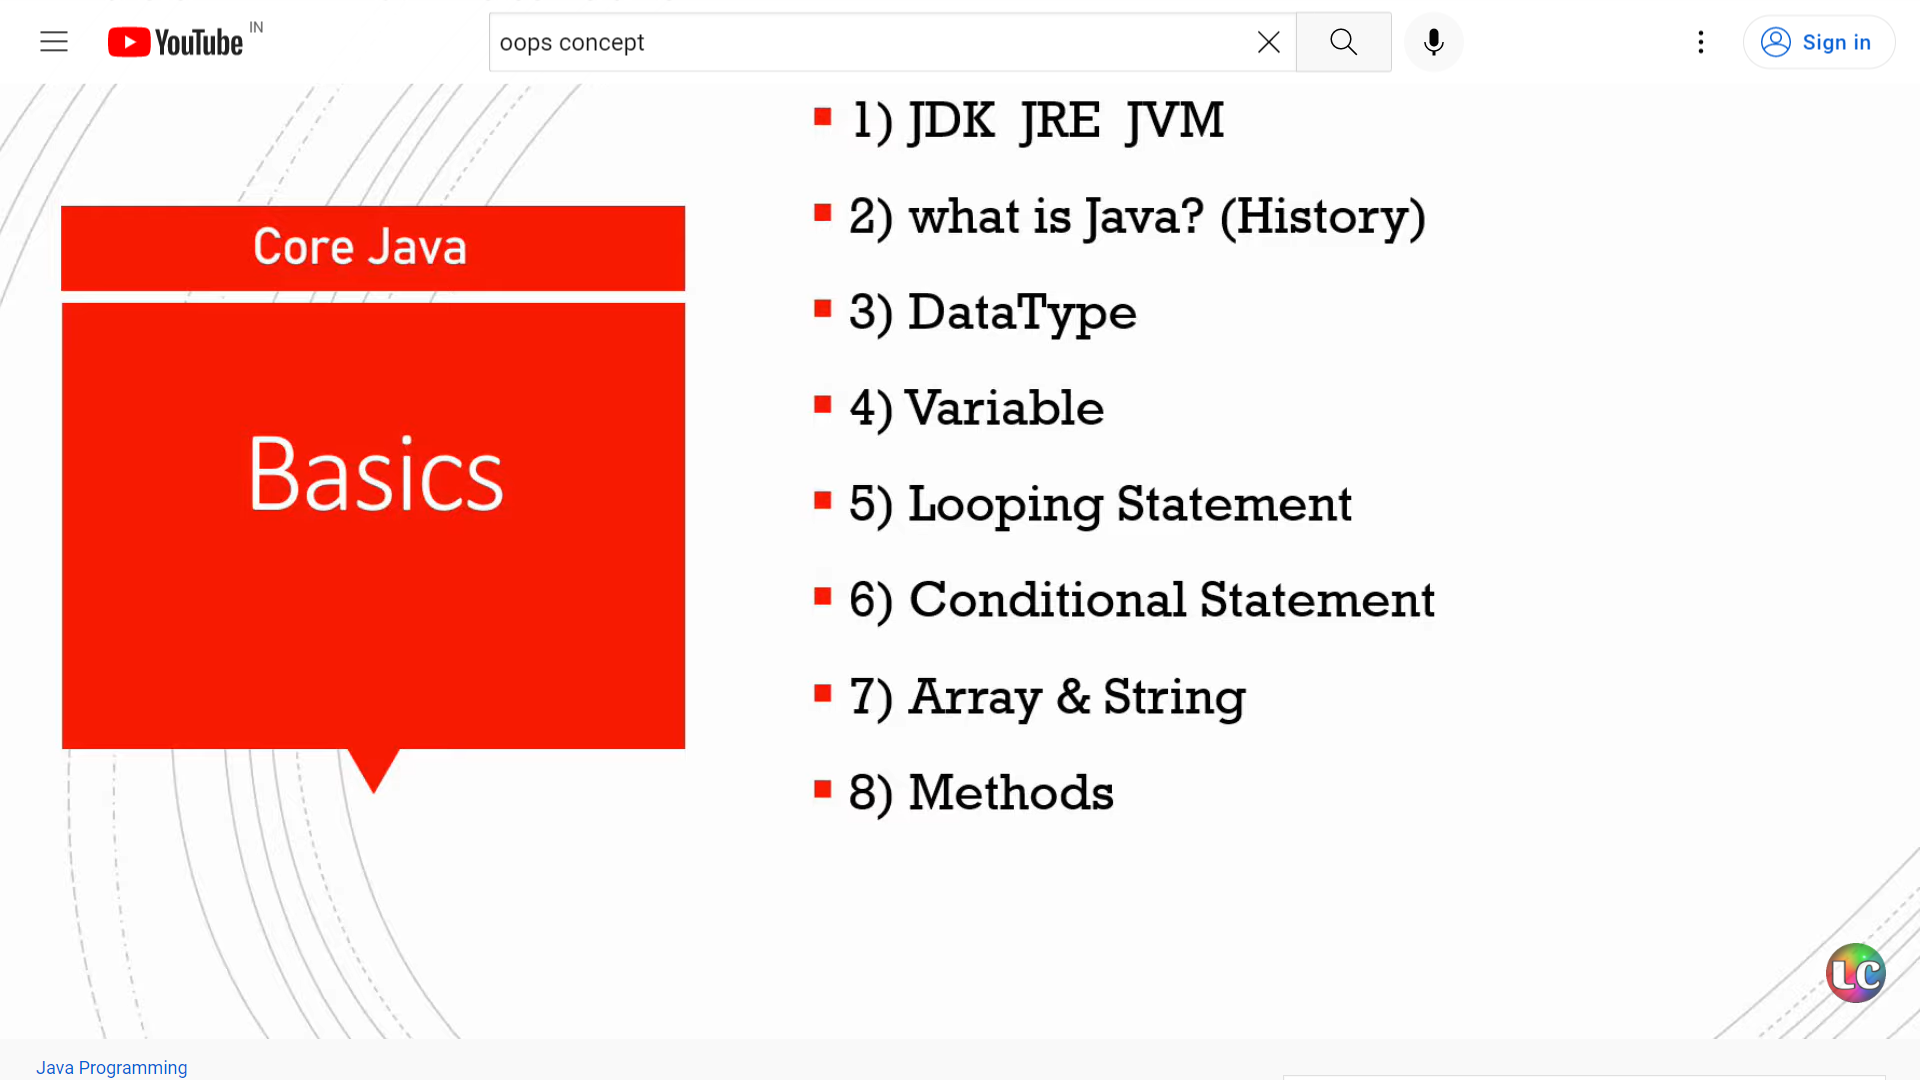 YouTube IN
oops concept
Sign in
Core Java
Basics
1) JDK JRE JVM
2) what is Java? (History)
3) DataType
4) Variable
5) Looping Statement
6) Conditional Statement
7) Array & String
8) Methods
LC
Java Programming